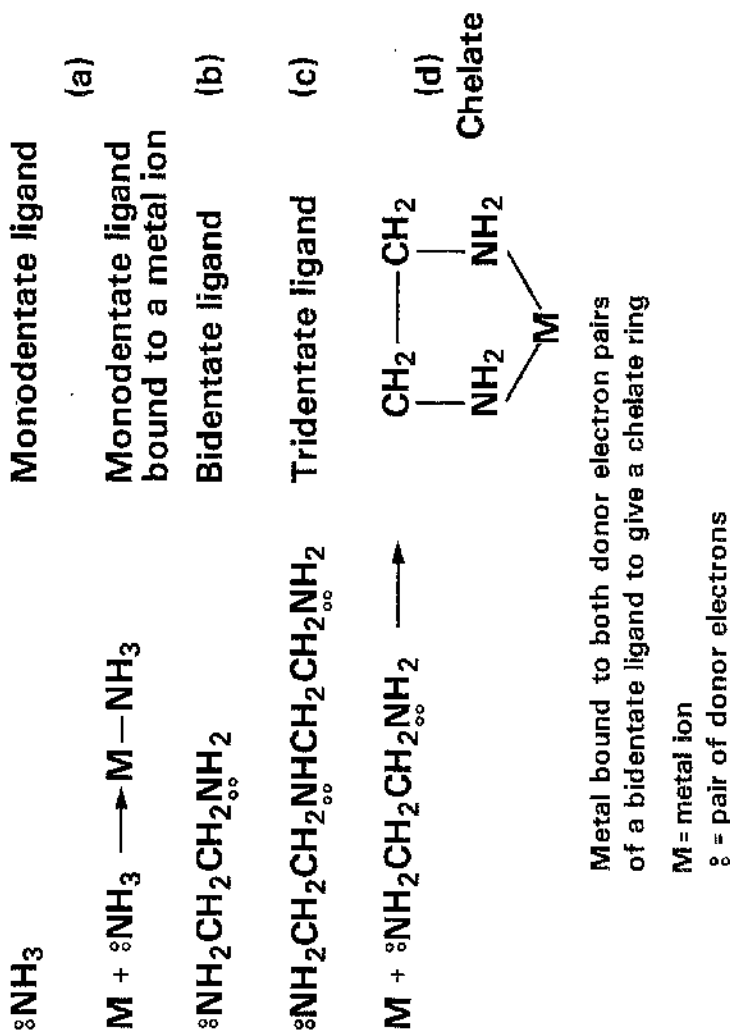 :NH3 Monodentate ligand
(a)
M + :NH3 ⟶ M–NH3 Monodentate ligand
bound to a metal ion
:NH2CH2CH2NH2 Bidentate ligand (b)
:NH2CH2CH2NHCH2CH2NH2 Tridentate ligand (c)
M + :NH2CH2CH2NH2 ⟶
CH2 CH2
NH2 NH2
M
(d)
Chelate
Metal bound to both donor electron pairs
of a bidentate ligand to give a chelate ring
M = metal ion
: = pair of donor electrons